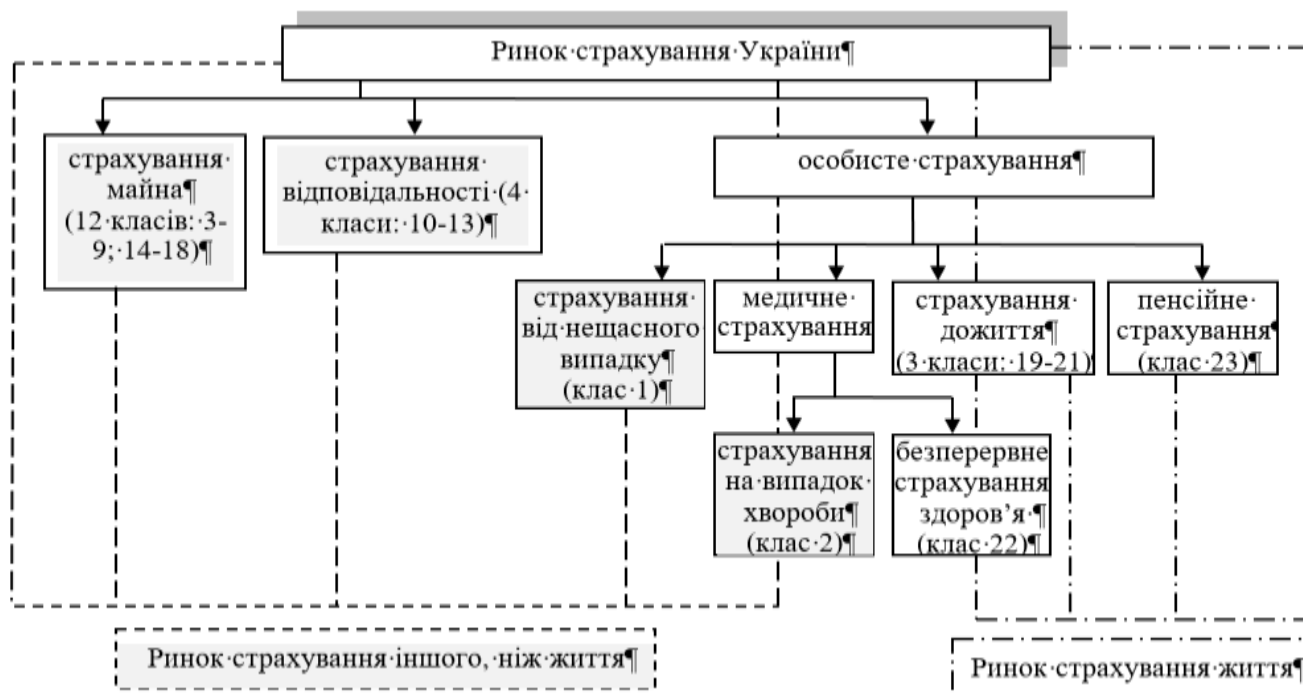 Ринок·страхування·України¶
страхування·
майна¶
(12·класів:·3-
9;·14-18)¶
страхування·
відповідальності·(4·
класи:·10-13)¶
особисте·страхування¶
страхування·
від·нещасного·
випадку¶
(клас·1)¶
медичне·
страхування
страхування·
дожиття¶
(3·класи:·19-21)
пенсійне·
страхування¶
(клас·23)¶
страхування
на·випадок·
хвороби¶
(клас·2)¶
безперервне
страхування
здоров’я·¶
(клас·22)¶
Ринок·страхування·іншого,·ніж·життя¶
Ринок·страхування·життя¶